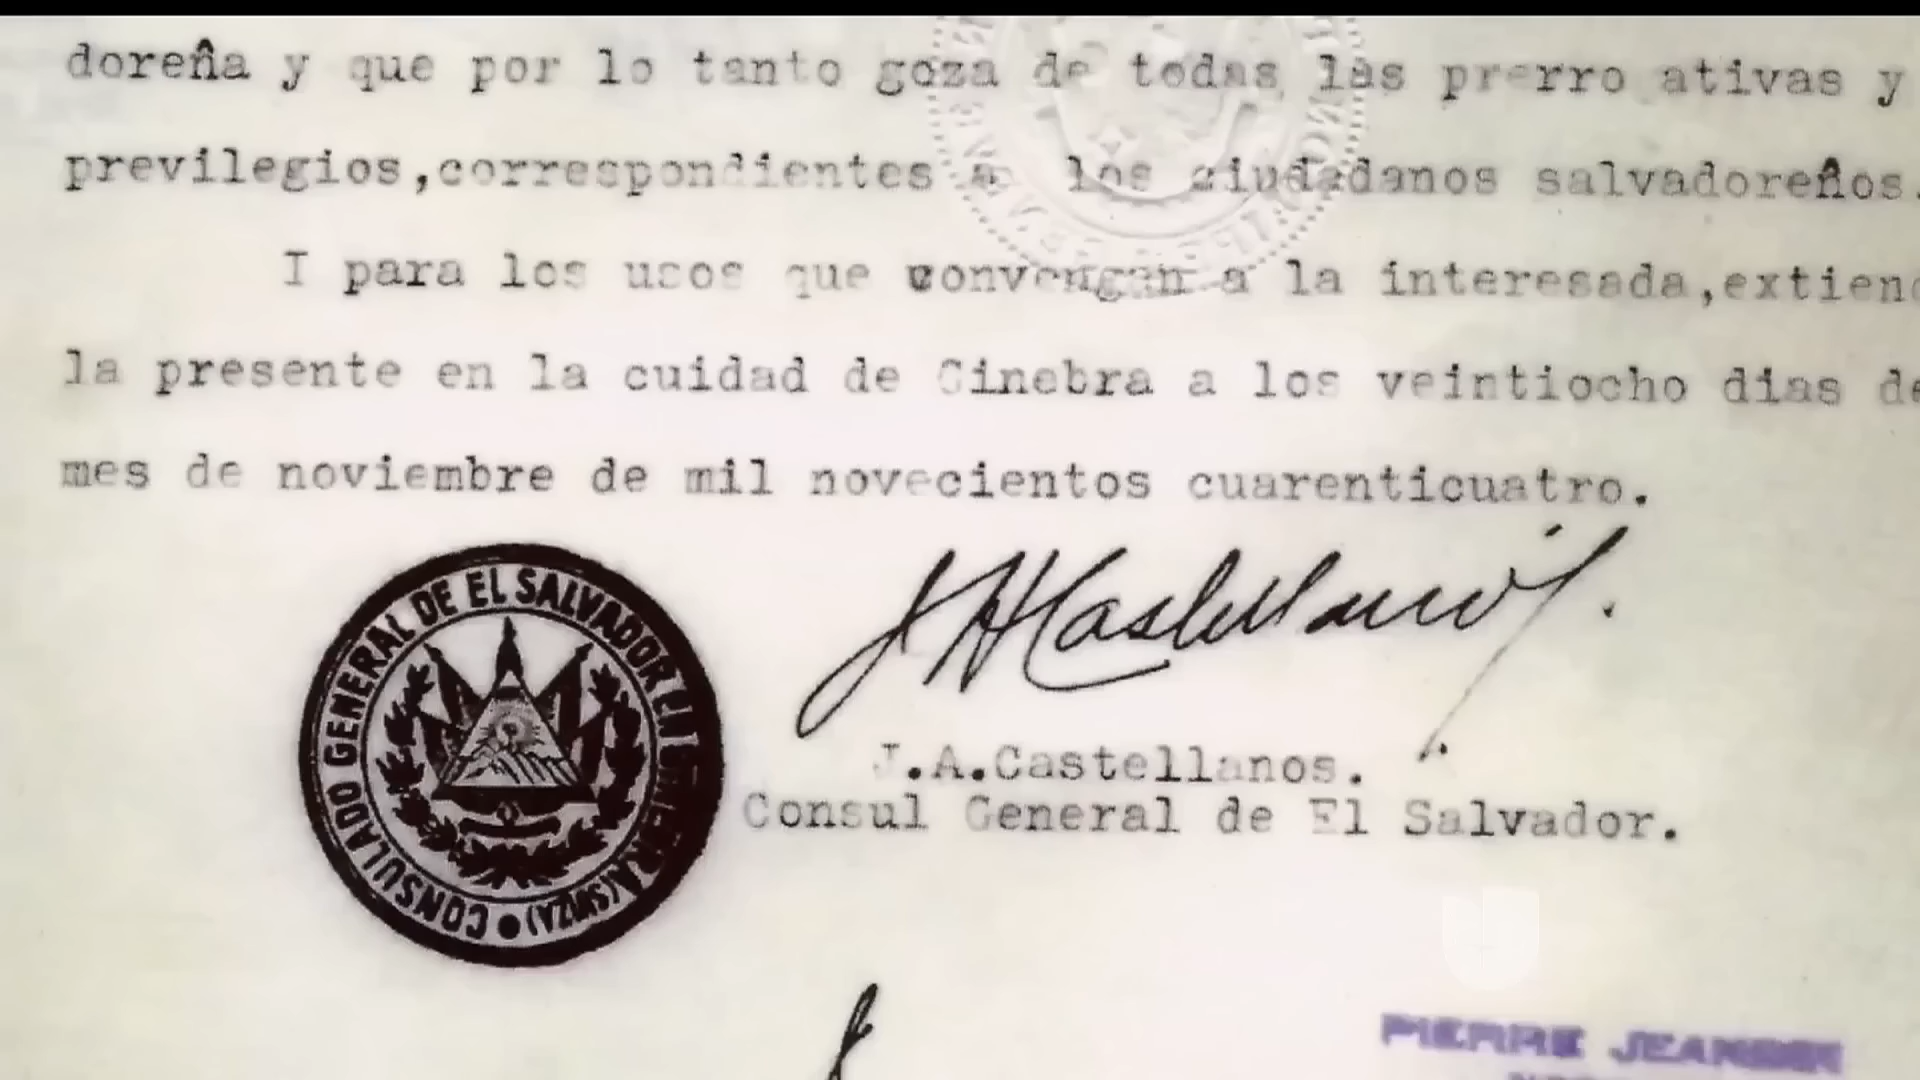 doreña y que por lo tanto goza de todas las prerro ativas y
previlegios,correspondientes a los ciudadanos salvadoreños.
I para los usos que convengan a la interesada,extiend
la presente en la cuidad de Ginebra a los veintiocho dias de
mes de noviembre de mil novecientos cuarenticuatro.
CONSULADO GENERAL DE EL SALVADOR (SUIZA)
J A Castellanos
J.A.Castellanos.
Consul General de El Salvador.
PIERRE